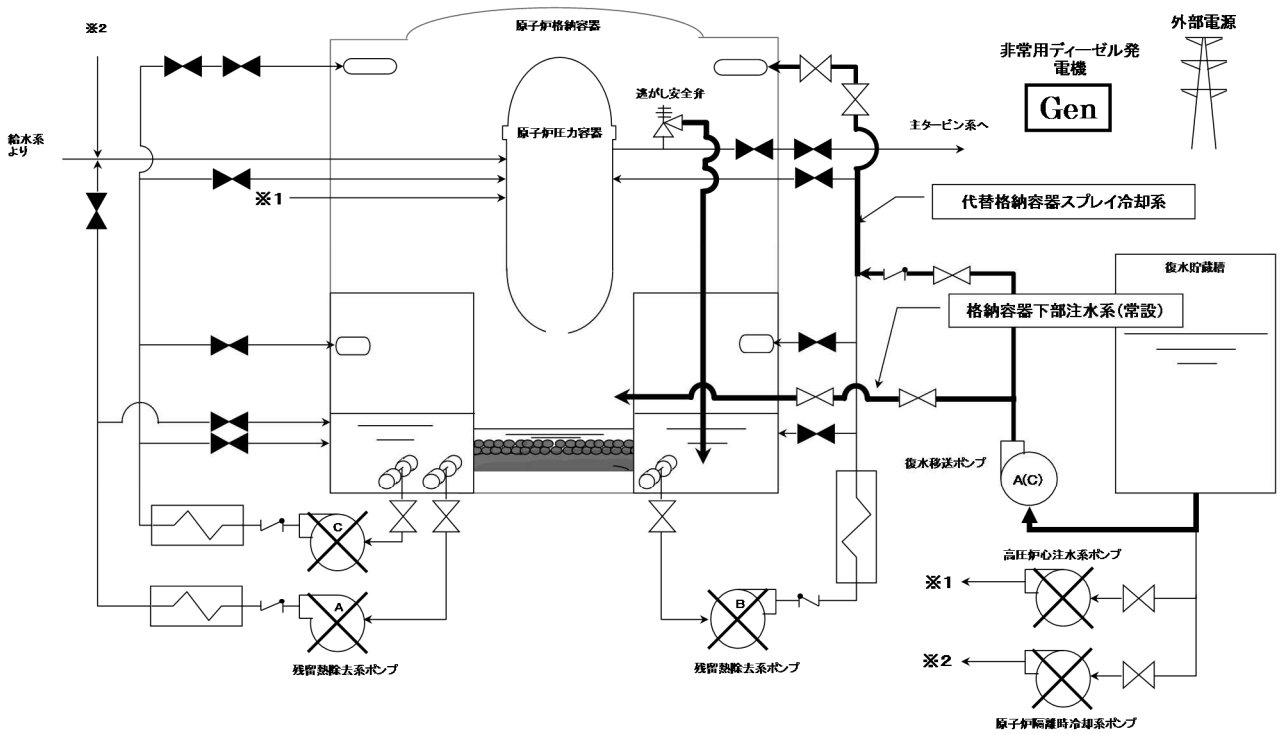 ※2
原子炉格納容器
外部電源
非常用ディーゼル発
電機
Gen
逃がし安全弁
原子炉圧力容器
給水系
より
主タービン系へ
※1
代替格納容器スプレイ冷却系
復水貯蔵槽
格納容器下部注水系(常設)
復水移送ポンプ
A(C)
C
高圧炉心注水系ポンプ
※1
A
B
残留熱除去系ポンプ
残留熱除去系ポンプ
※2
原子炉隔離時冷却系ポンプ